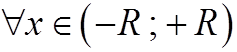 ∀x ∈ (−R ; +R)